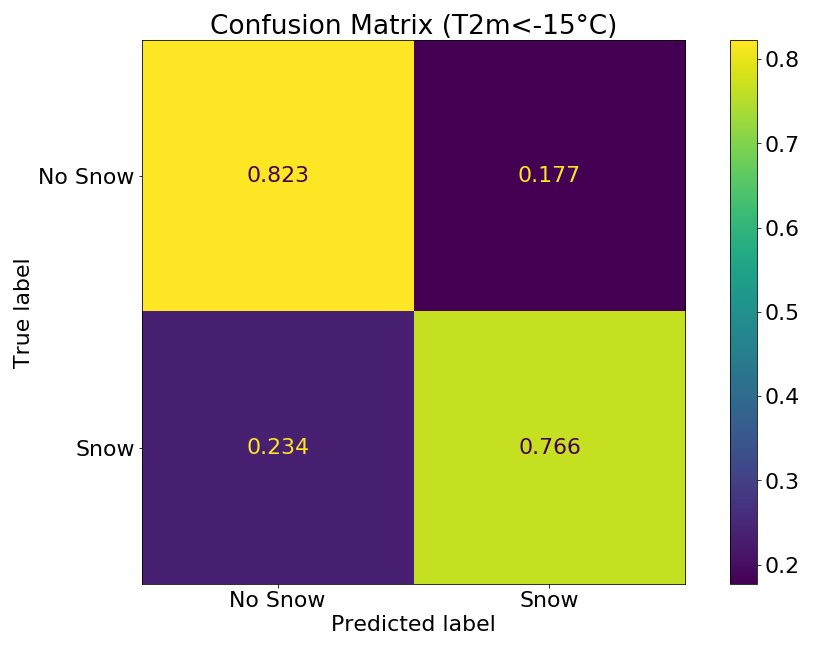 Confusion Matrix (T2m<-15°C)
True label
No Snow
Snow
0.823
0.177
0.234
0.766
No Snow
Snow
Predicted label
0.8
0.7
0.6
0.5
0.4
0.3
0.2